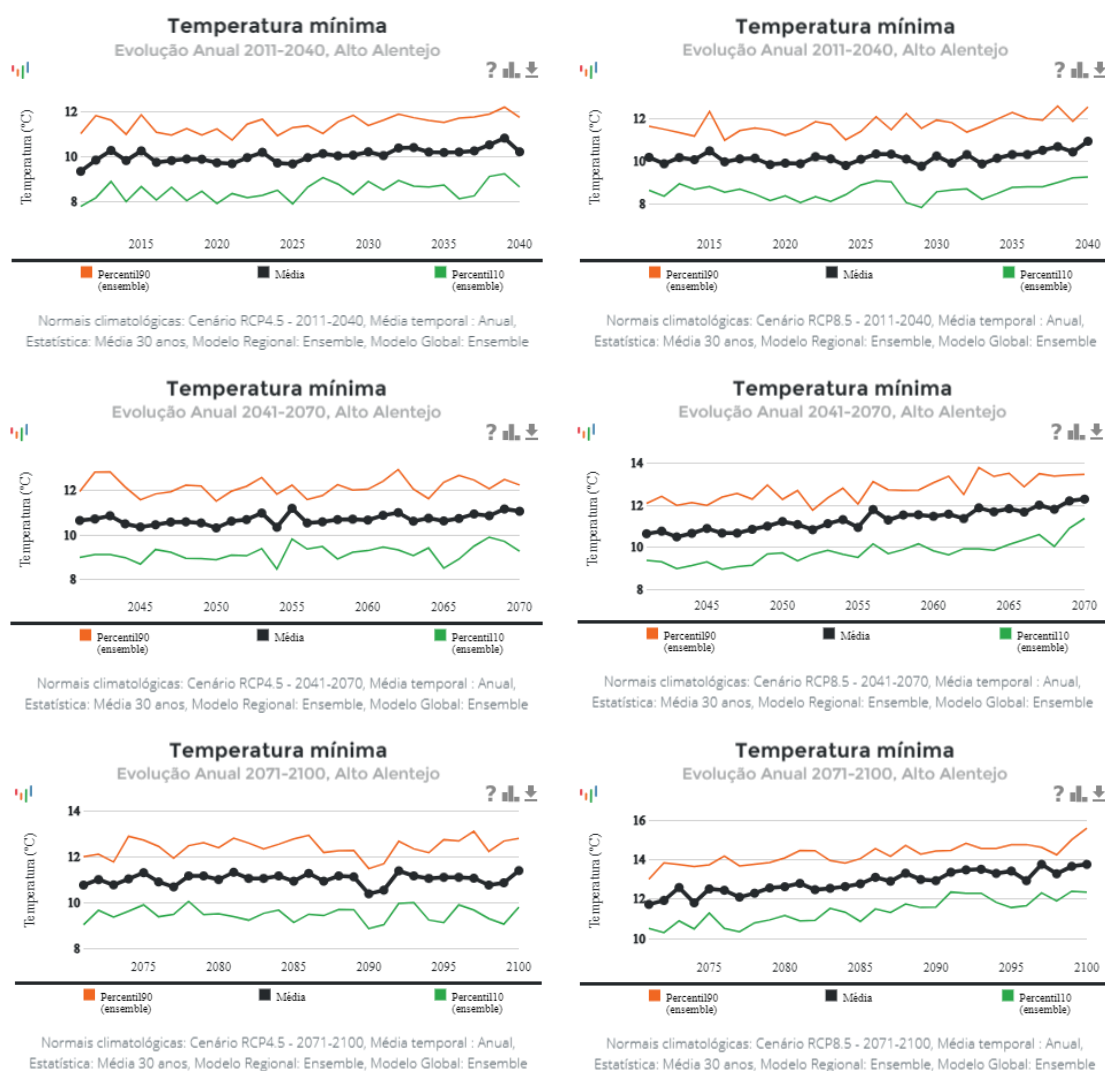 Temperatura mínima
Evolução Anual 2011-2040, Alto Alentejo
?
Temperatura (°C)
12
10
8
2015 2020 2025 2030 2035 2040
Percentil90
(ensemble)
Média
Percentil10
(ensemble)
Normais climatológicas: Cenário RCP4.5 - 2011-2040, Média temporal : Anual,
Estatística: Média 30 anos, Modelo Regional: Ensemble, Modelo Global: Ensemble
Temperatura mínima
Evolução Anual 2011-2040, Alto Alentejo
?
Temperatura (°C)
12
10
8
2015 2020 2025 2030 2035 2040
Percentil90
(ensemble)
Média
Percentil10
(ensemble)
Normais climatológicas: Cenário RCP8.5 - 2011-2040, Média temporal : Anual,
Estatística: Média 30 anos, Modelo Regional: Ensemble, Modelo Global: Ensemble
Temperatura mínima
Evolução Anual 2041-2070, Alto Alentejo
?
Temperatura (°C)
12
10
8
2045 2050 2055 2060 2065 2070
Percentil90
(ensemble)
Média
Percentil10
(ensemble)
Normais climatológicas: Cenário RCP4.5 - 2041-2070, Média temporal : Anual,
Estatística: Média 30 anos, Modelo Regional: Ensemble, Modelo Global: Ensemble
Temperatura mínima
Evolução Anual 2041-2070, Alto Alentejo
?
Temperatura (°C)
14
12
10
8
2045 2050 2055 2060 2065 2070
Percentil90
(ensemble)
Média
Percentil10
(ensemble)
Normais climatológicas: Cenário RCP8.5 - 2041-2070, Média temporal : Anual,
Estatística: Média 30 anos, Modelo Regional: Ensemble, Modelo Global: Ensemble
Temperatura mínima
Evolução Anual 2071-2100, Alto Alentejo
?
Temperatura (°C)
14
12
10
8
2075 2080 2085 2090 2095 2100
Percentil90
(ensemble)
Média
Percentil10
(ensemble)
Normais climatológicas: Cenário RCP4.5 - 2071-2100, Média temporal : Anual,
Estatística: Média 30 anos, Modelo Regional: Ensemble, Modelo Global: Ensemble
Temperatura mínima
Evolução Anual 2071-2100, Alto Alentejo
?
Temperatura (°C)
16
14
12
10
2075 2080 2085 2090 2095 2100
Percentil90
(ensemble)
Média
Percentil10
(ensemble)
Normais climatológicas: Cenário RCP8.5 - 2071-2100, Média temporal : Anual,
Estatística: Média 30 anos, Modelo Regional: Ensemble, Modelo Global: Ensemble